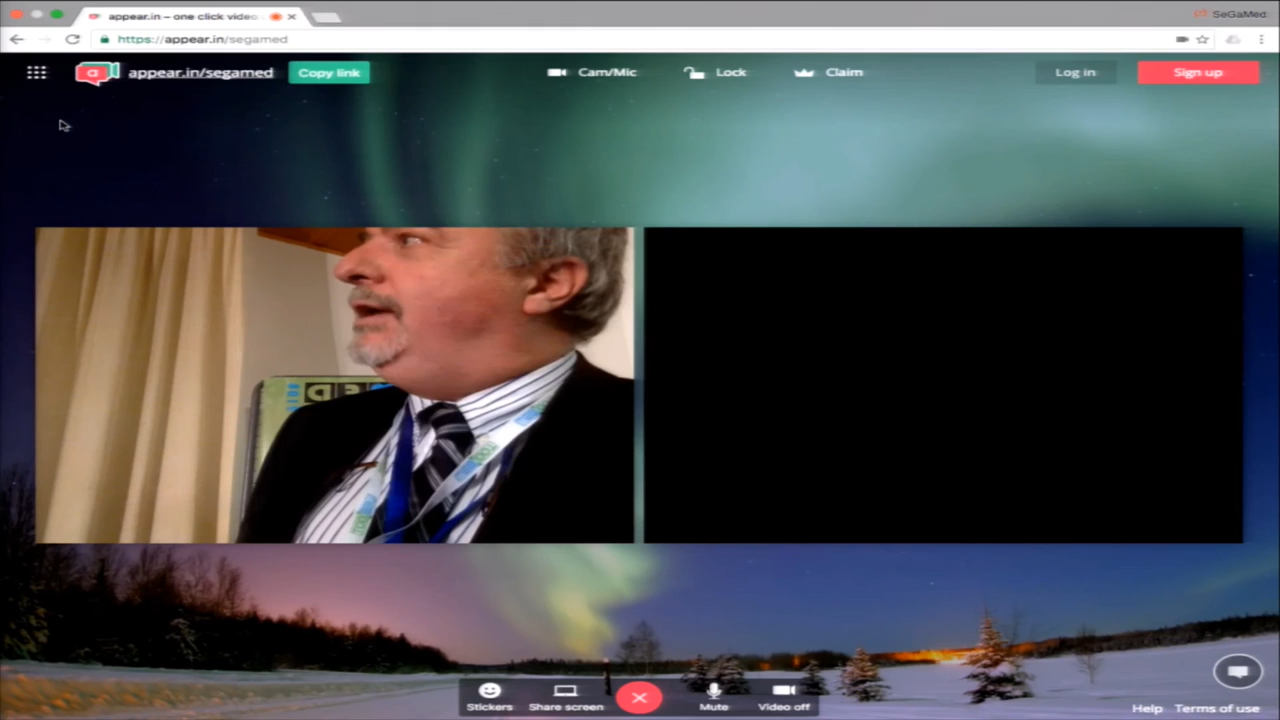 appear.in – one click video
SeGaMed
https://appear.in/segamed
appear.in/segamed
Copy link
Cam/Mic
Lock
Claim
Log in
Sign up
Stickers
Share screen
Mute
Video off
Help
Terms of use